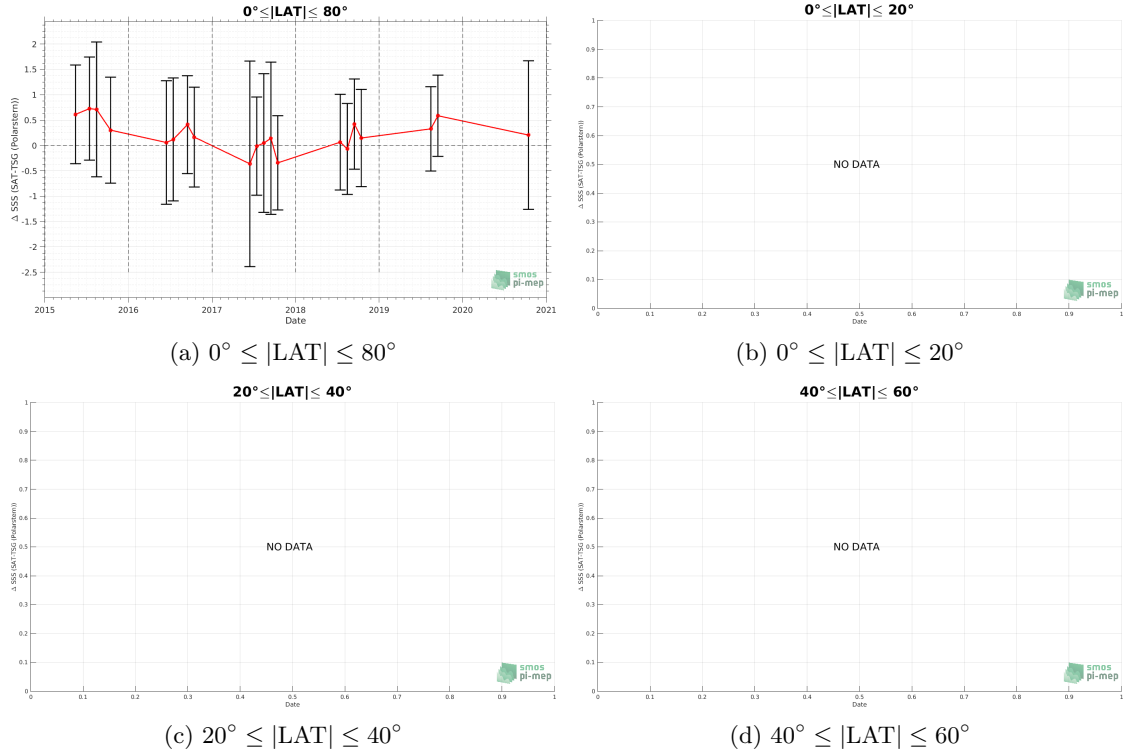 0°≤|LAT|≤ 80°
Δ SSS (SAT-TSG (Polarstern))
2
1.5
1
0.5
0
-0.5
-1
-1.5
-2
-2.5
2015 2016 2017 2018 2019 2020 2021
Date
smos
pi-mep
(a) 0° ≤ |LAT| ≤ 80°
0°≤|LAT|≤ 20°
Δ SSS (SAT-TSG (Polarstern))
1
0.9
0.8
0.7
0.6
0.5
0.4
0.3
0.2
0.1
0
NO DATA
0 0.1 0.2 0.3 0.4 0.5 0.6 0.7 0.8 0.9 1
Date
smos
pi-mep
(b) 0° ≤ |LAT| ≤ 20°
20°≤|LAT|≤ 40°
Δ SSS (SAT-TSG (Polarstern))
1
0.9
0.8
0.7
0.6
0.5
0.4
0.3
0.2
0.1
0
NO DATA
0 0.1 0.2 0.3 0.4 0.5 0.6 0.7 0.8 0.9 1
Date
smos
pi-mep
(c) 20° ≤ |LAT| ≤ 40°
40°≤|LAT|≤ 60°
Δ SSS (SAT-TSG (Polarstern))
1
0.9
0.8
0.7
0.6
0.5
0.4
0.3
0.2
0.1
0
NO DATA
0 0.1 0.2 0.3 0.4 0.5 0.6 0.7 0.8 0.9 1
Date
smos
pi-mep
(d) 40° ≤ |LAT| ≤ 60°